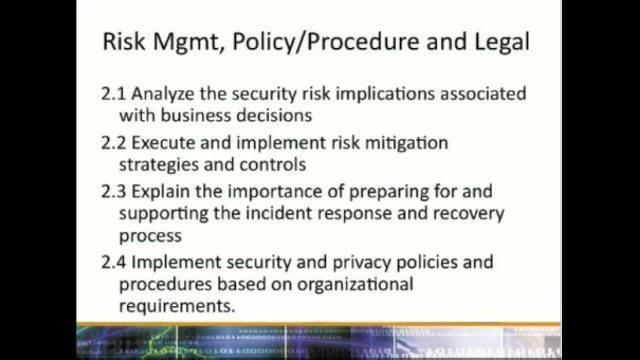 Risk Mgmt, Policy/Procedure and Legal
2.1 Analyze the security risk implications associated
with business decisions
2.2 Execute and implement risk mitigation
strategies and controls
2.3 Explain the importance of preparing for and
supporting the incident response and recovery
process
2.4 Implement security and privacy policies and
procedures based on organizational
requirements.